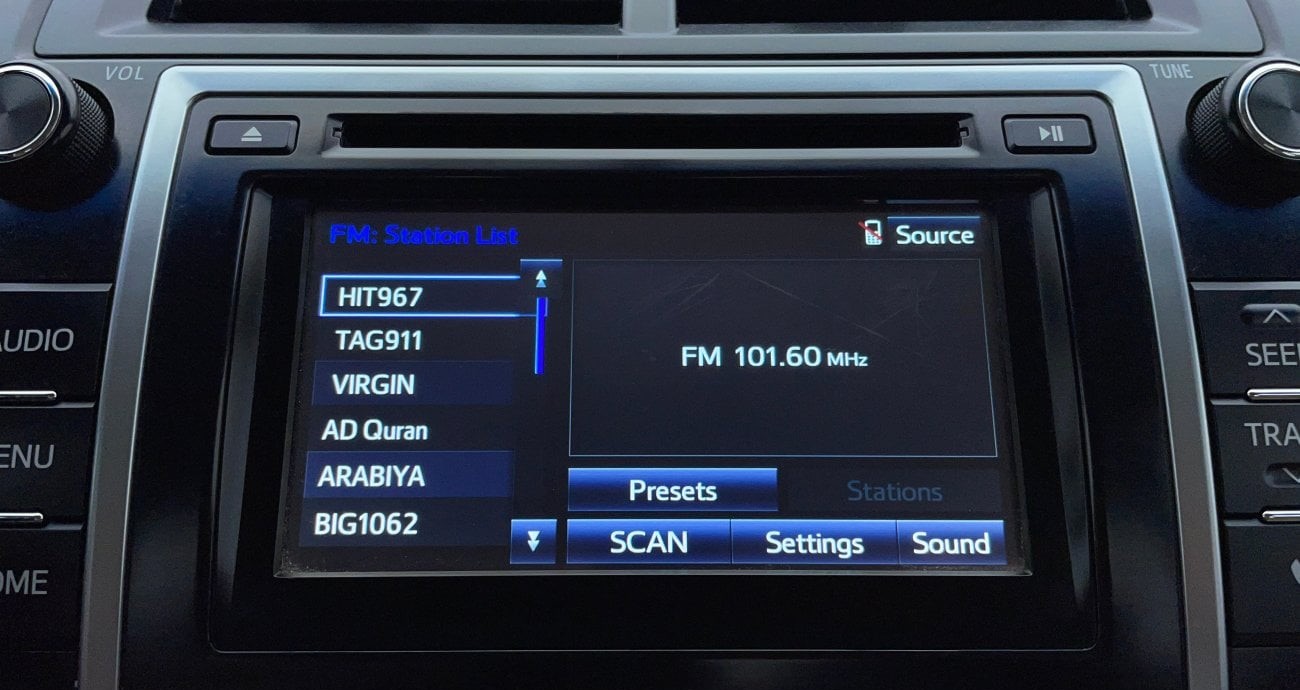 VOL
TUNE
FM: Station List
Source
HIT967
TAG911
VIRGIN
AD Quran
ARABIYA
BIG1062
FM 101.60 MHz
Presets
Stations
SCAN
Settings
Sound
AUDIO
ENU
OME
SEE
TRA